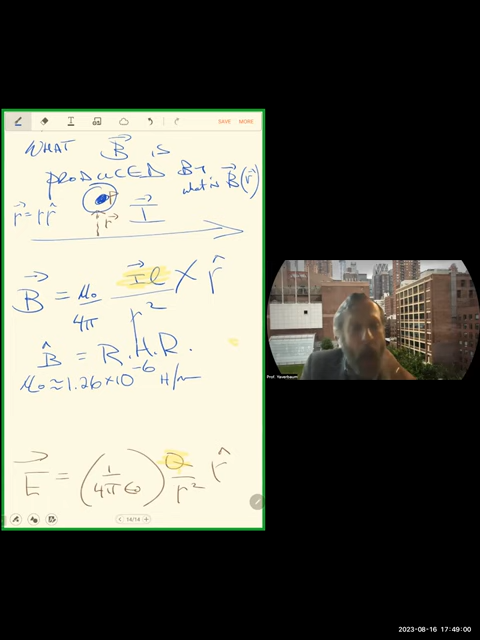 SAVE MORE
WHAT B⃗ IS
PRODUCED BY
what is B⃗(r⃗)
r⃗ = r r̂
r⃗
I⃗
B⃗ = μ₀/4π I⃗l/r² × r̂
B̂ = R.H.R.
μ₀ ≈ 1.26×10⁻⁶ H/m
E⃗ = (1/4πε₀) Q/r² r̂
14/14
Prof. Yaverbaum
2023-08-16 17:49:00